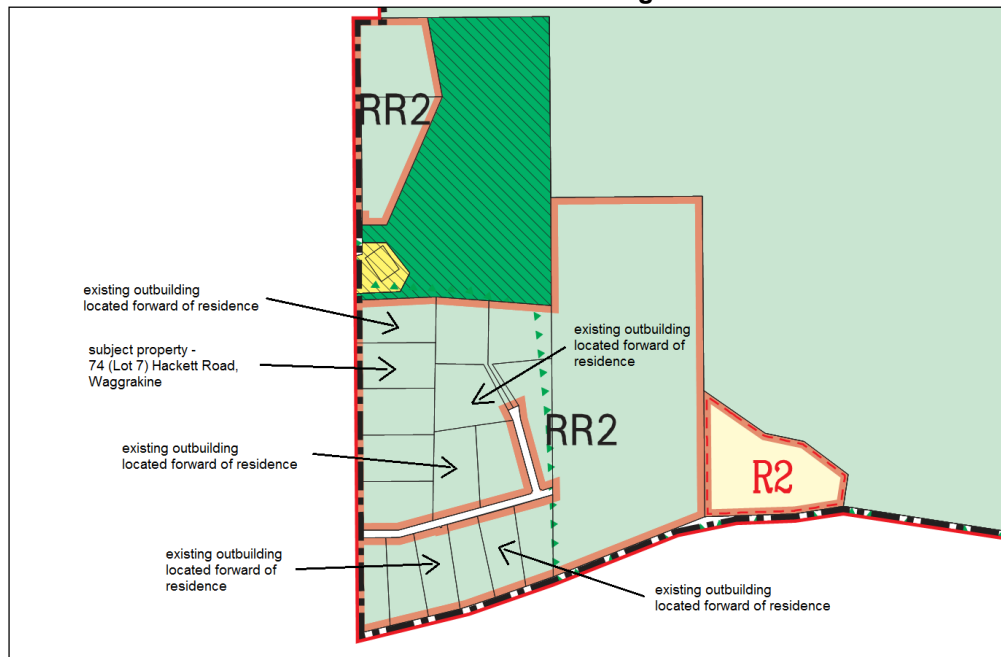 RR2
existing outbuilding
located forward of residence
subject property -
74 (Lot 7) Hackett Road,
Waggrakine
existing outbuilding
located forward of
residence
RR2
existing outbuilding
located forward of residence
R2
existing outbuilding
located forward of
residence
existing outbuilding
located forward of residence